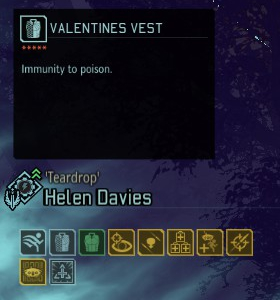 VALENTINES VEST
*****
Immunity to poison.
'Teardrop'
Helen Davies